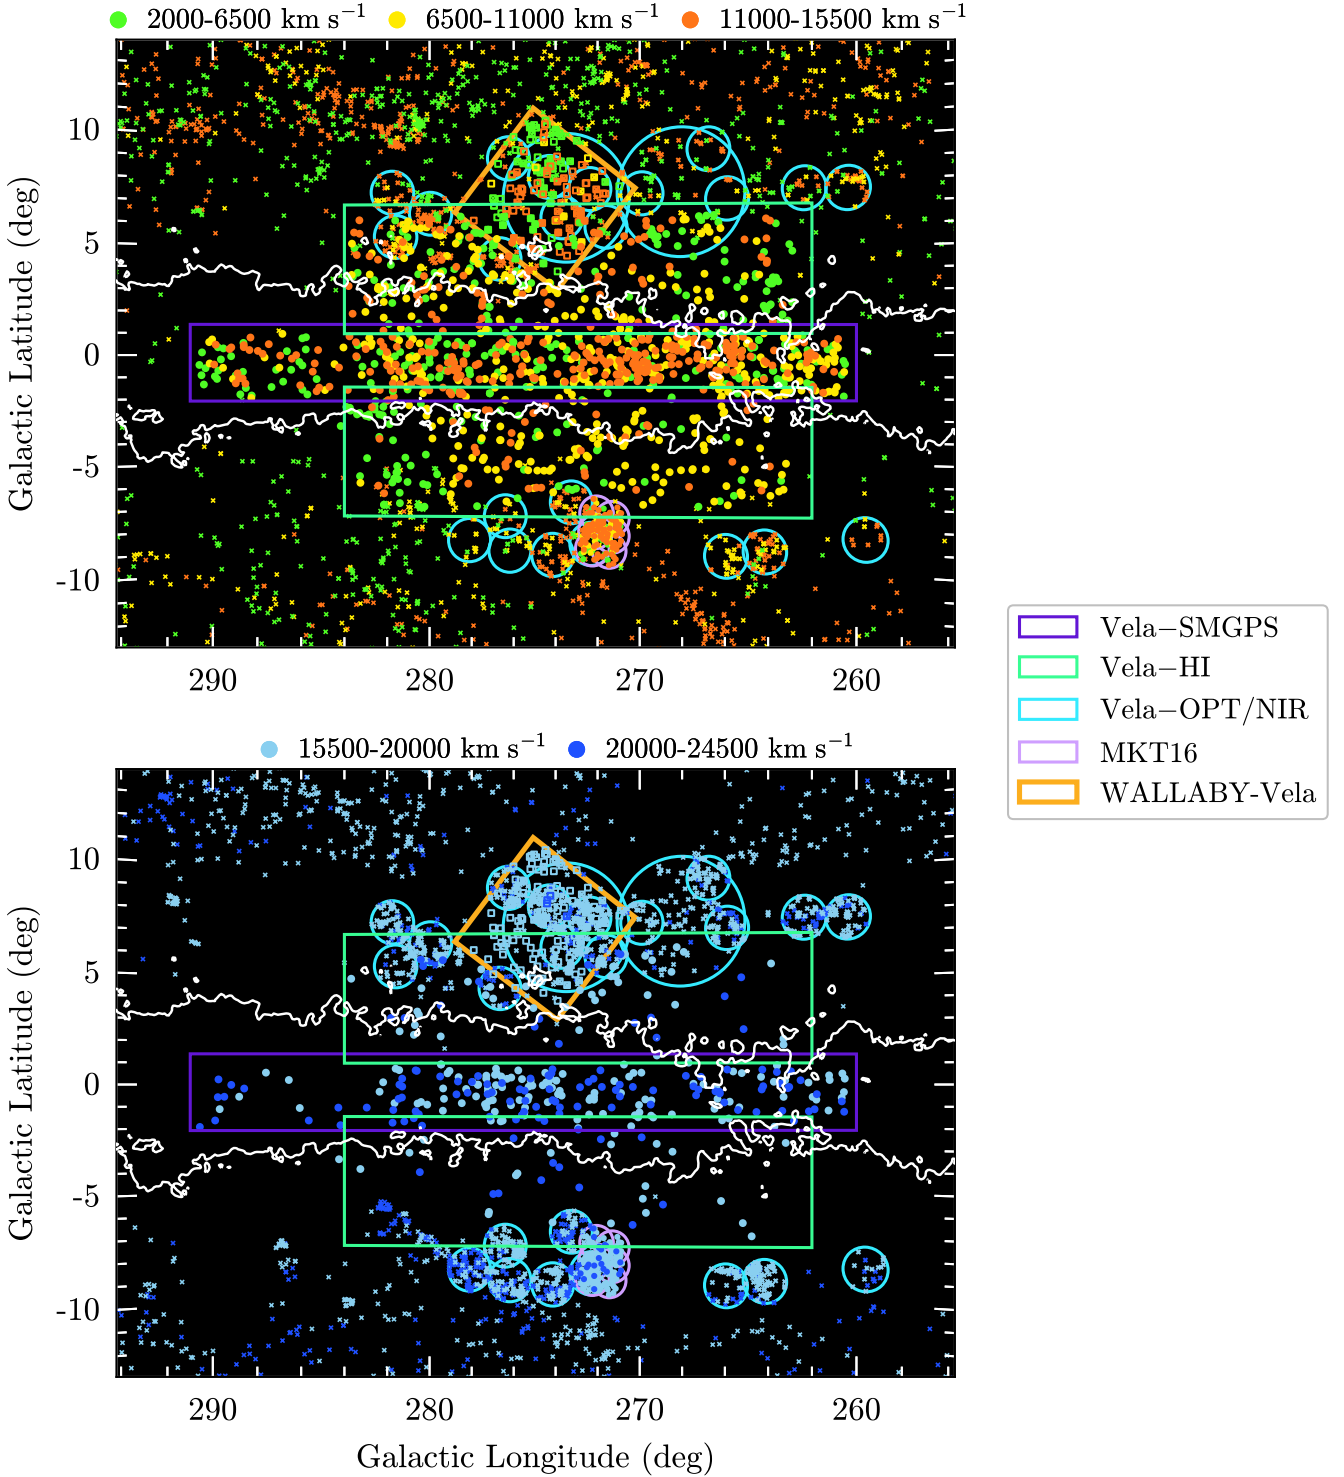 2000-6500 km s⁻¹ 6500-11000 km s⁻¹ 11000-15500 km s⁻¹
10
5
0
-5
-10
Galactic Latitude (deg)
290 280 270 260
15500-20000 km s⁻¹ 20000-24500 km s⁻¹
10
5
0
-5
-10
Galactic Latitude (deg)
290 280 270 260
Galactic Longitude (deg)
Vela−SMGPS
Vela−HI
Vela−OPT/NIR
MKT16
WALLABY-Vela